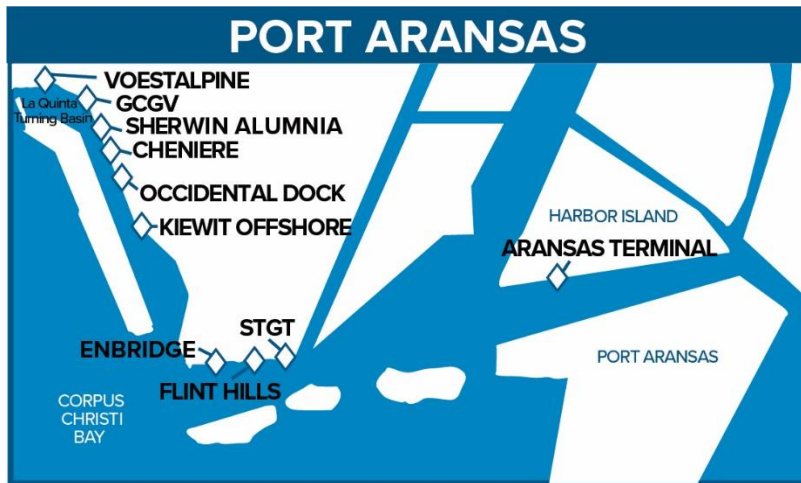 PORT ARANSAS
VOESTALPINE
La Quinta
Turning Basin
GCGV
SHERWIN ALUMNIA
CHENIERE
OCCIDENTAL DOCK
KIEWIT OFFSHORE
HARBOR ISLAND
ARANSAS TERMINAL
STGT
ENBRIDGE
FLINT HILLS
PORT ARANSAS
CORPUS
CHRISTI
BAY